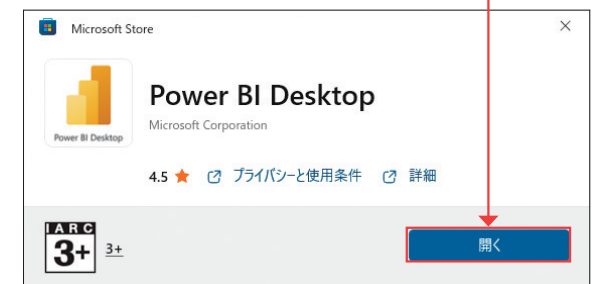 Microsoft Store
Power BI Desktop
Power BI Desktop
Microsoft Corporation
4.5 プライバシーと使用条件 詳細
IARC
3+ 3+
開く